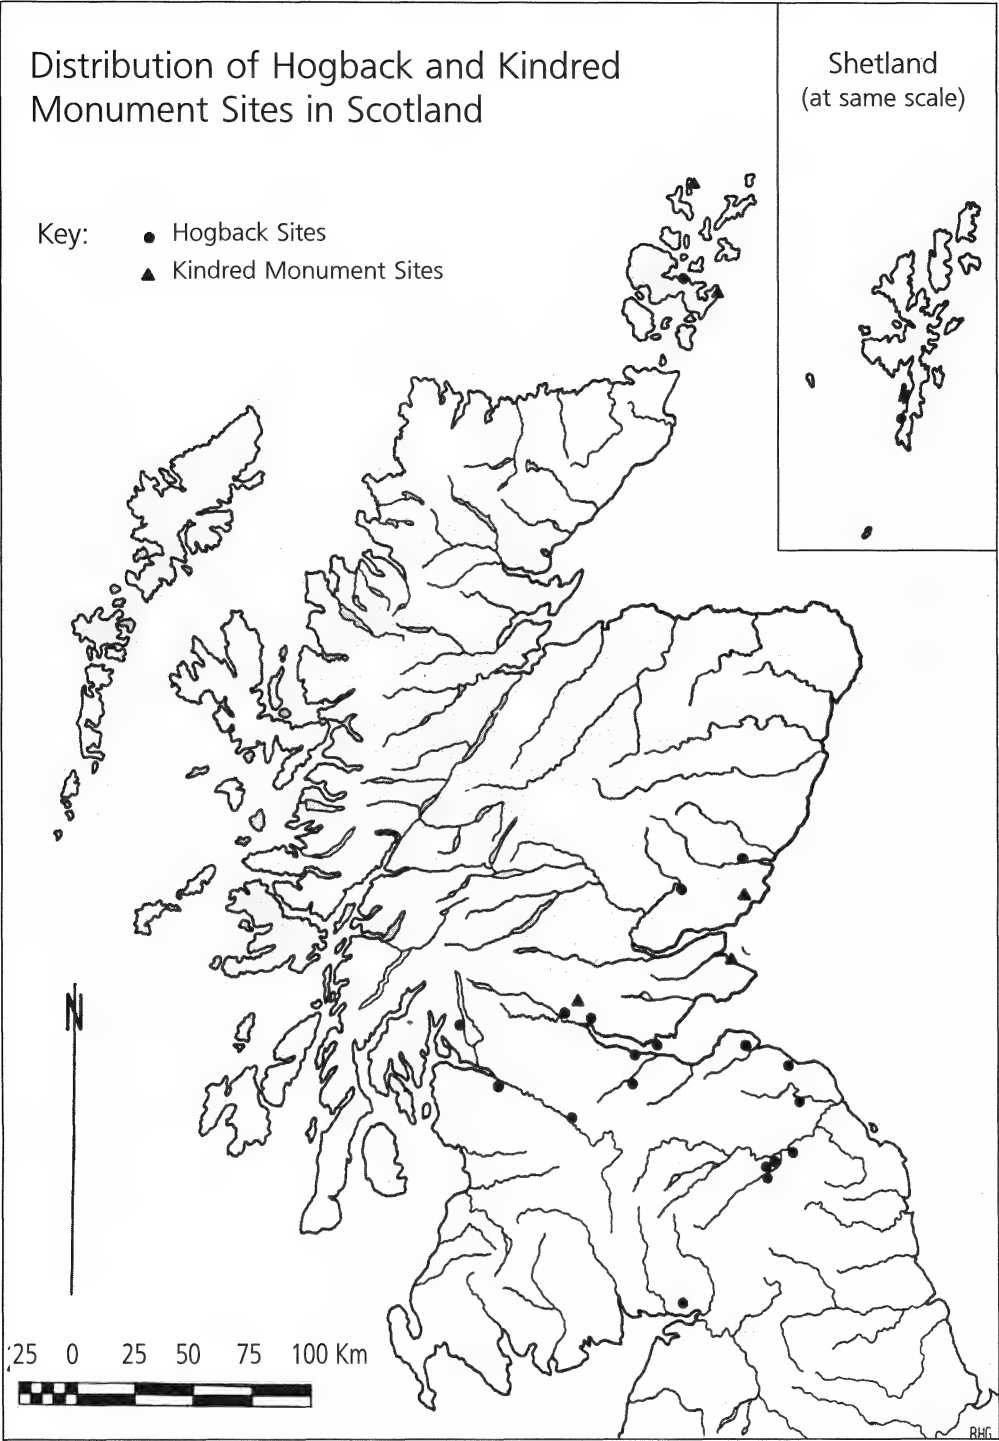 Distribution of Hogback and Kindred
Monument Sites in Scotland
Shetland
(at same scale)
Key:
Hogback Sites
Kindred Monument Sites
N
25 0 25 50 75 100 Km
BHG